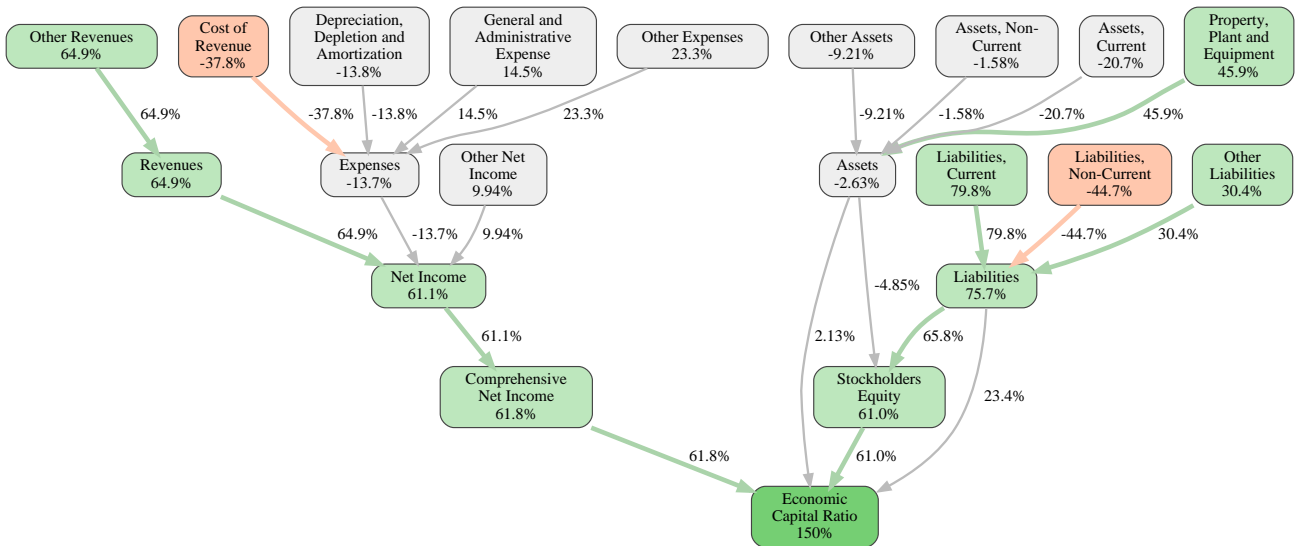 Other Revenues
64.9%
Cost of
Revenue
-37.8%
Depreciation,
Depletion and
Amortization
-13.8%
General and
Administrative
Expense
14.5%
Other Expenses
23.3%
Other Assets
-9.21%
Assets, Non-
Current
-1.58%
Assets,
Current
-20.7%
Property,
Plant and
Equipment
45.9%
64.9%
-37.8%
-13.8%
14.5%
23.3%
-9.21%
-1.58%
-20.7%
45.9%
Revenues
64.9%
Expenses
-13.7%
Other Net
Income
9.94%
Assets
-2.63%
Liabilities,
Current
79.8%
Liabilities,
Non-Current
-44.7%
Other
Liabilities
30.4%
64.9%
-13.7%
9.94%
79.8%
-44.7%
30.4%
Net Income
61.1%
-4.85%
Liabilities
75.7%
61.1%
2.13%
65.8%
Comprehensive
Net Income
61.8%
Stockholders
Equity
61.0%
23.4%
61.8%
61.0%
Economic
Capital Ratio
150%